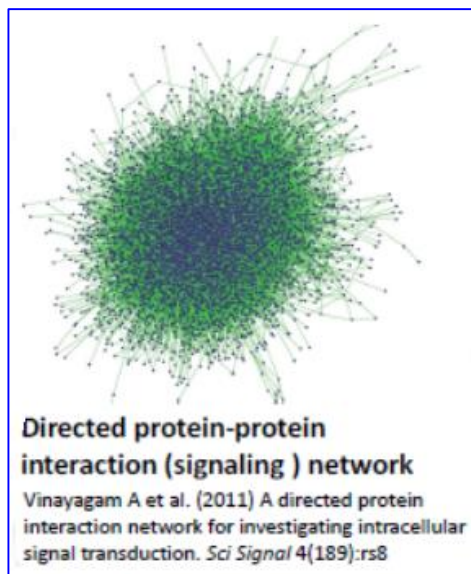 Directed protein-protein
interaction (signaling ) network
Vinayagam A et al. (2011) A directed protein
interaction network for investigating intracellular
signal transduction. Sci Signal 4(189):rs8